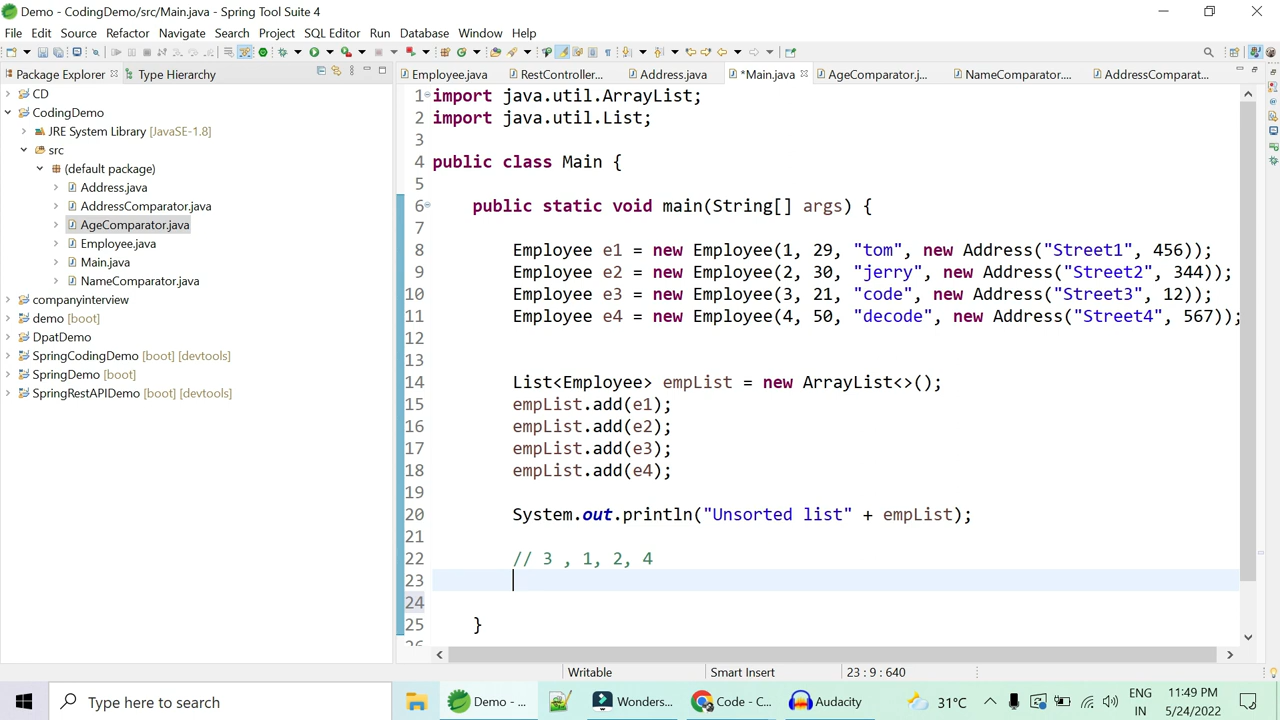 Demo - CodingDemo/src/Main.java - Spring Tool Suite 4
File Edit Source Refactor Navigate Search Project SQL Editor Run Database Window Help
Package Explorer Type Hierarchy
Employee.java RestController... Address.java *Main.java AgeComparator.j... NameComparator.... AddressComparat...
CD
CodingDemo
JRE System Library [JavaSE-1.8]
src
(default package)
Address.java
AddressComparator.java
AgeComparator.java
Employee.java
Main.java
NameComparator.java
companyinterview
demo [boot]
DpatDemo
SpringCodingDemo [boot] [devtools]
SpringDemo [boot]
SpringRestAPIDemo [boot] [devtools]
1 import java.util.ArrayList;
2 import java.util.List;
3
4 public class Main {
5
6 public static void main(String[] args) {
7
8 Employee e1 = new Employee(1, 29, "tom", new Address("Street1", 456));
9 Employee e2 = new Employee(2, 30, "jerry", new Address("Street2", 344));
10 Employee e3 = new Employee(3, 21, "code", new Address("Street3", 12));
11 Employee e4 = new Employee(4, 50, "decode", new Address("Street4", 567));
12
13
14 List<Employee> empList = new ArrayList<>();
15 empList.add(e1);
16 empList.add(e2);
17 empList.add(e3);
18 empList.add(e4);
19
20 System.out.println("Unsorted list" + empList);
21
22 // 3 , 1, 2, 4
23
24
25 }
26
Writable Smart Insert 23 : 9 : 640
Type here to search Demo - ... Wonders... Code - C... Audacity 31°C ENG IN 11:49 PM 5/24/2022